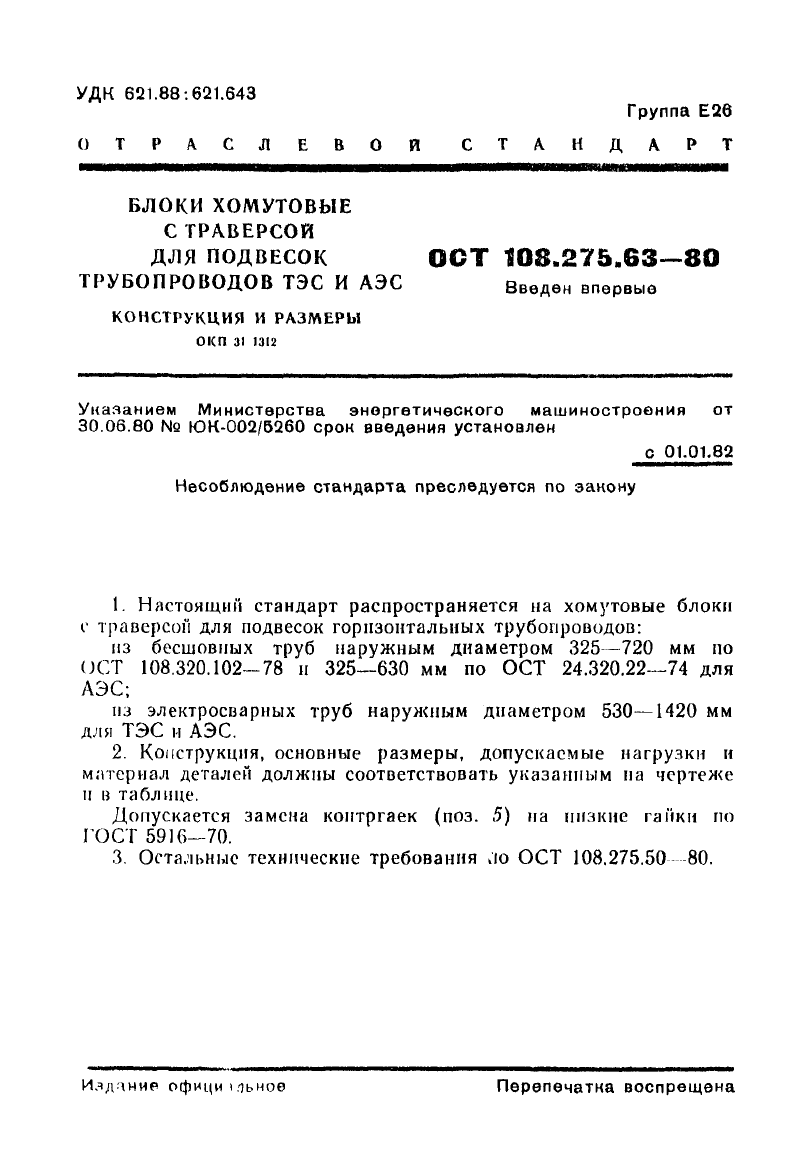 УДК 621.88:621.643
Группа Е26
ОТРАСЛЕВОЙ СТАНДАРТ
БЛОКИ ХОМУТОВЫЕ
С ТРАВЕРСОЙ
ДЛЯ ПОДВЕСОК
ТРУБОПРОВОДОВ ТЭС И АЭС
КОНСТРУКЦИЯ И РАЗМЕРЫ
ОКП 31 1312
ОСТ 108.275.63—80
Введен впервые
Указанием Министерства энергетического машиностроения от
30.06.80 № ЮК-002/5260 срок введения установлен
с 01.01.82
Несоблюдение стандарта преследуется по закону
1. Настоящий стандарт распространяется на хомутовые блоки
с траверсой для подвесок горизонтальных трубопроводов:
из бесшовных труб наружным диаметром 325—720 мм по
ОСТ 108.320.102—78 и 325—630 мм по ОСТ 24.320.22—74 для
АЭС;
из электросварных труб наружным диаметром 530—1420 мм
для ТЭС и АЭС.
2. Конструкция, основные размеры, допускаемые нагрузки и
материал деталей должны соответствовать указанным на чертеже
и в таблице.
Допускается замена контргаек (поз. 5) на низкие гайки по
ГОСТ 5916—70.
3. Остальные технические требования по ОСТ 108.275.50—80.
Издание официальное
Перепечатка воспрещена